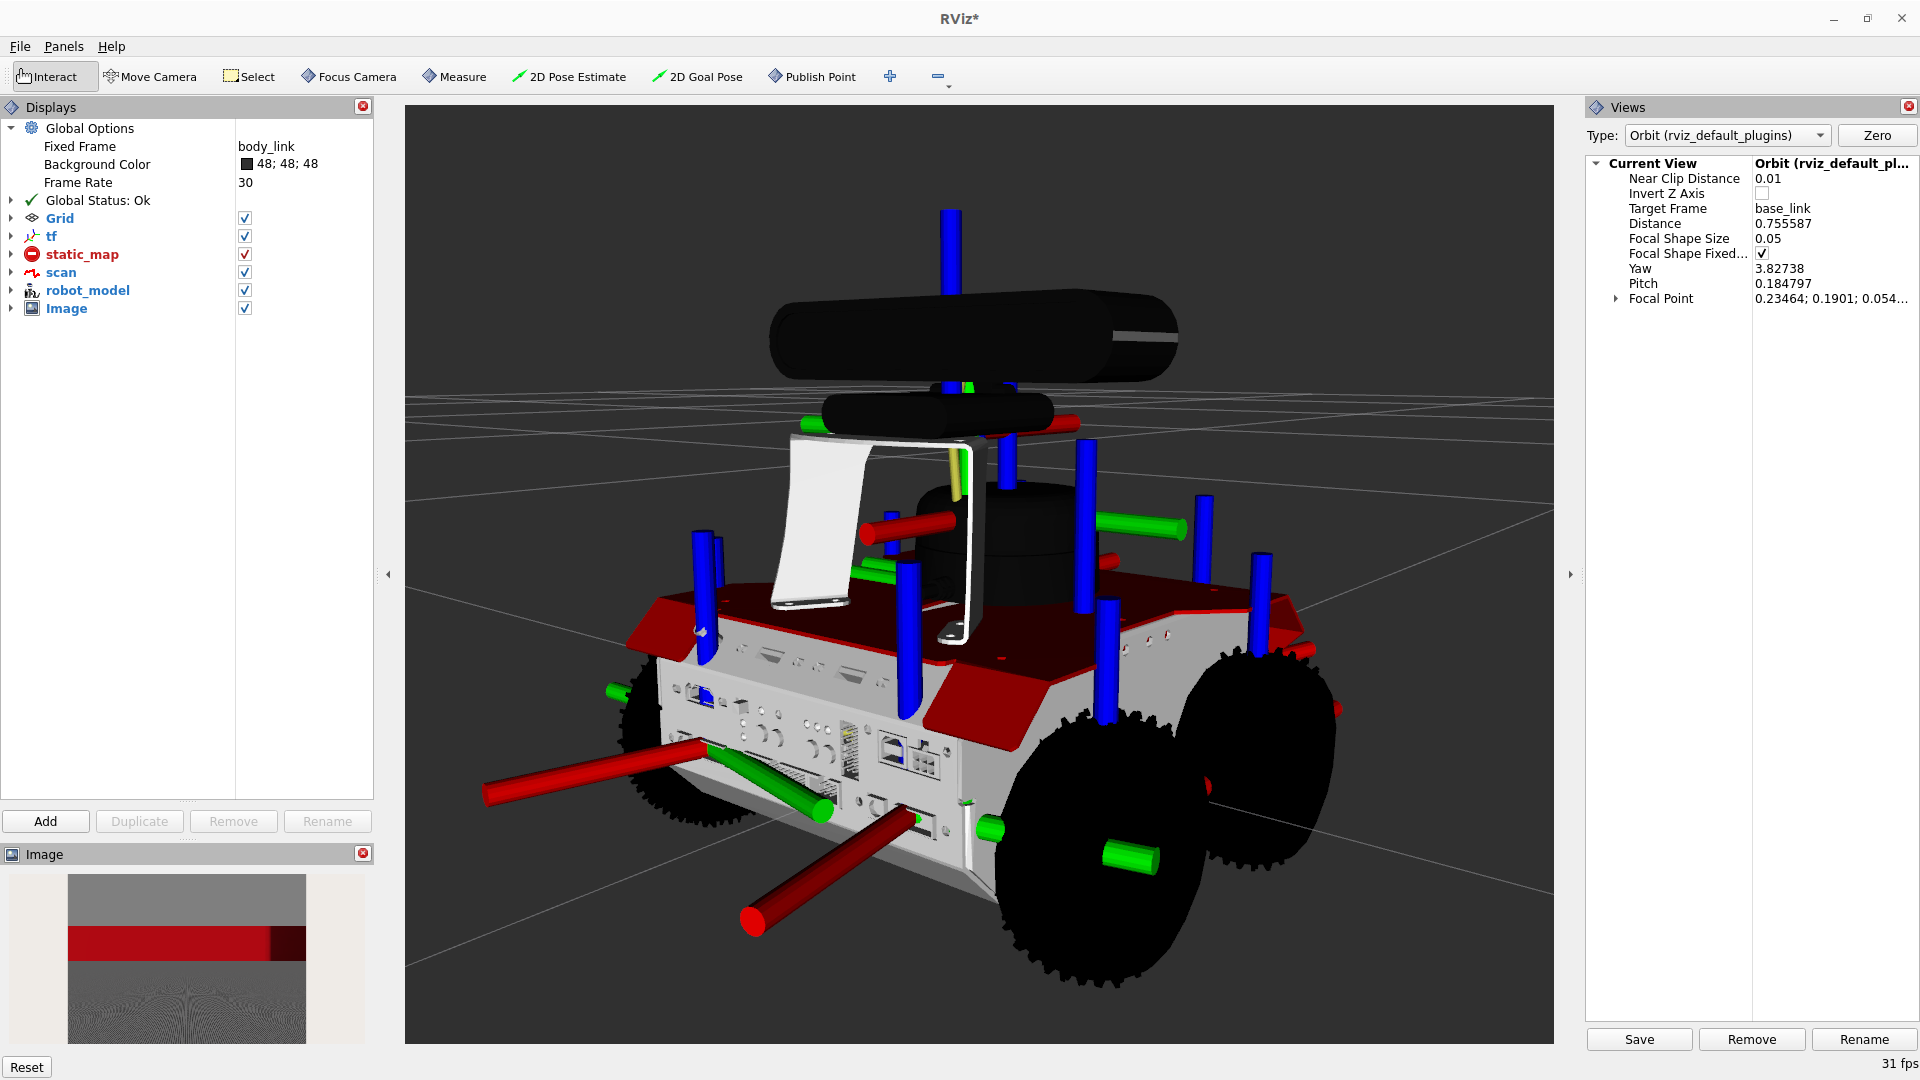 RViz*
File Panels Help
Interact Move Camera Select Focus Camera Measure 2D Pose Estimate 2D Goal Pose Publish Point
Displays
Global Options
Fixed Frame body_link
Background Color 48; 48; 48
Frame Rate 30
Global Status: Ok
Grid
tf
static_map
scan
robot_model
Image
Add Duplicate Remove Rename
Image
Reset
Views
Type: Orbit (rviz_default_plugins) Zero
Current View Orbit (rviz_default_pl...
Near Clip Distance 0.01
Invert Z Axis
Target Frame base_link
Distance 0.755587
Focal Shape Size 0.05
Focal Shape Fixed...
Yaw 3.82738
Pitch 0.184797
Focal Point 0.23464; 0.1901; 0.054...
Save Remove Rename
31 fps